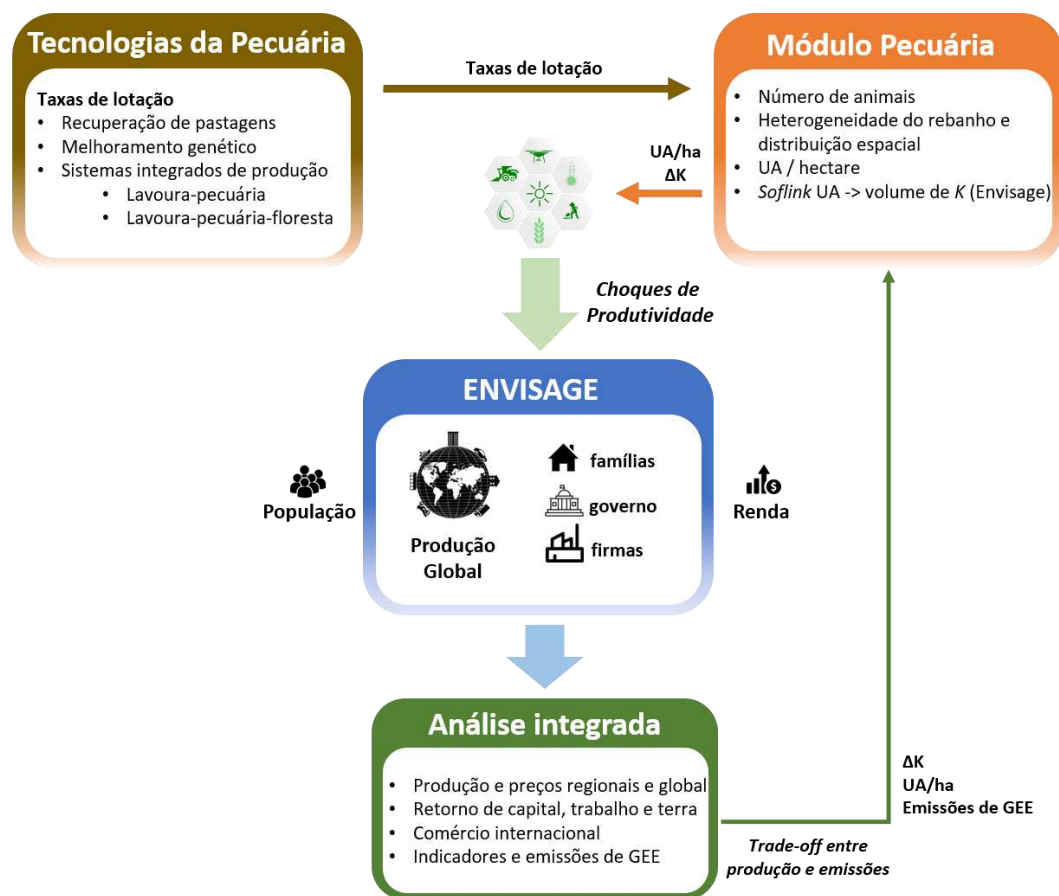 Tecnologias da Pecuária
Taxas de lotação
• Recuperação de pastagens
• Melhoramento genético
• Sistemas integrados de produção
• Lavoura-pecuária
• Lavoura-pecuária-floresta
Taxas de lotação
Módulo Pecuária
• Número de animais
• Heterogeneidade do rebanho e
distribuição espacial
• UA / hectare
• Soflink UA -> volume de K (Envisage)
UA/ha
ΔK
Choques de
Produtividade
ENVISAGE
População
Produção
Global
famílias
governo
firmas
Renda
Análise integrada
• Produção e preços regionais e global
• Retorno de capital, trabalho e terra
• Comércio internacional
• Indicadores e emissões de GEE
ΔK
UA/ha
Emissões de GEE
Trade-off entre
produção e emissões